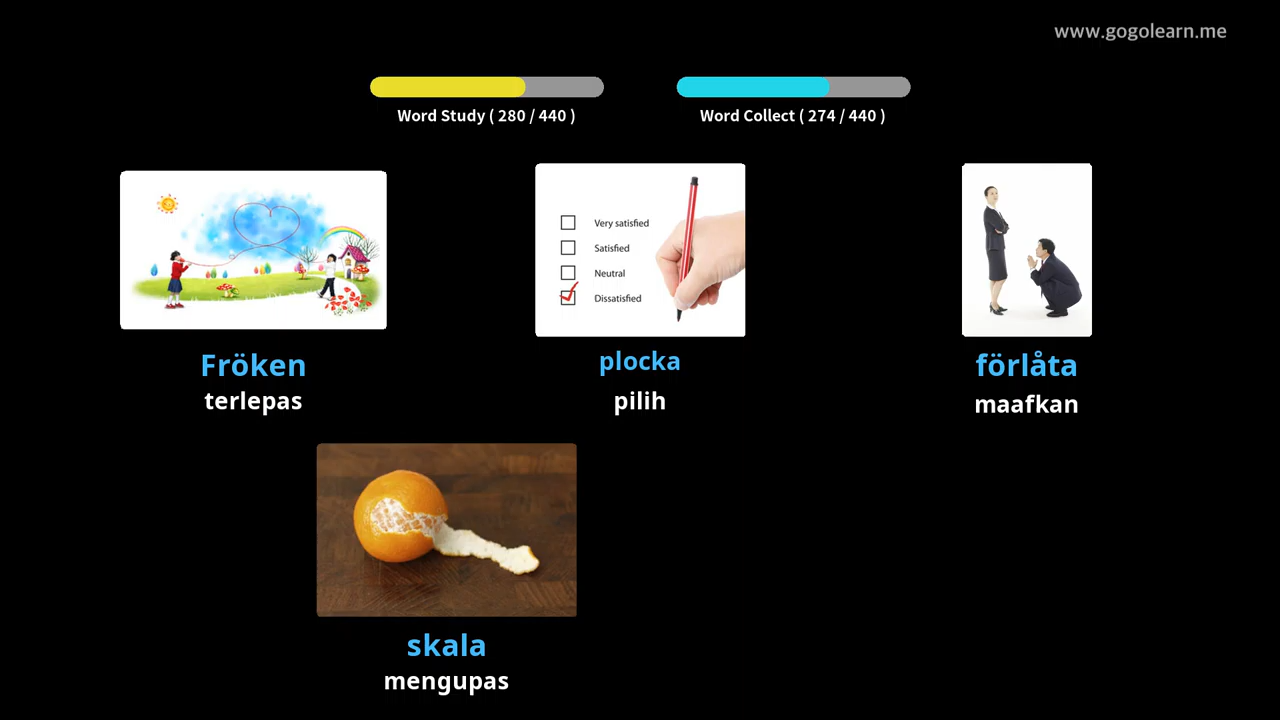 www.gogolearn.me
Word Study ( 280 / 440 )
Word Collect ( 274 / 440 )
Very satisfied
Satisfied
Neutral
Dissatisfied
Fröken
terlepas
plocka
pilih
förlåta
maafkan
skala
mengupas